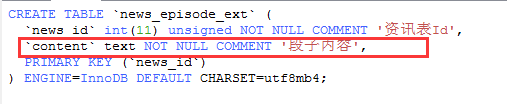 CREATE TABLE `news_episode_ext` (
`news_id` int(11) unsigned NOT NULL COMMENT '资讯表Id',
`content` text NOT NULL COMMENT '段子内容',
PRIMARY KEY (`news_id`)
) ENGINE=InnoDB DEFAULT CHARSET=utf8mb4;